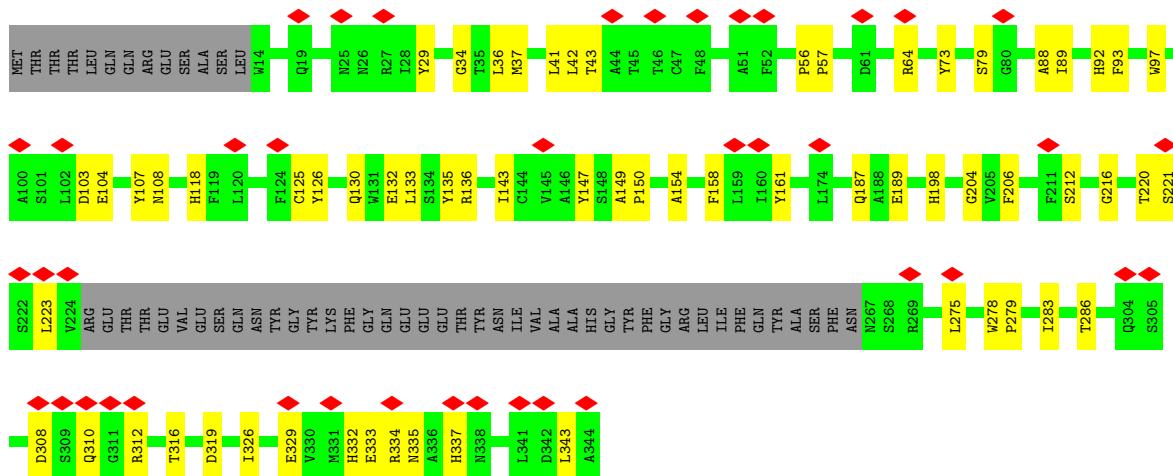 MET THR THR THR LEU GLN GLN ARG GLU SER ALA SER LEU W14 Q19 N25 N26 R27 I28 Y29 G34 T35 L36 M37 L41 L42 T43 A44 T45 T46 C47 F48 A51 F52 P56 P57 D61 R64 Y73 S79 G80 A88 I89 H92 F93 W97
A100 S101 L102 D103 E104 Y107 N108 H118 F119 L120 F124 C125 Y126 Q130 W131 E132 L133 S134 Y135 R136 I143 C144 V145 A146 Y147 S148 A149 P150 A154 F158 L159 I160 Y161 L174 Q187 A188 E189 H198 G204 V205 F206 F211 S212 G216 T220 S221
S222 L223 V224 ARG GLU THR THR GLU VAL GLU SER GLN ASN TYR GLY TYR LYS PHE GLY GLN GLU GLU GLU THR TYR ASN ILE VAL ALA ALA HIS GLY TYR PHE GLY ARG LEU ILE PHE GLN TYR ALA SER PHE ASN N267 S268 R269 L275 W278 P279 I283 T286 Q304 S305
D308 S309 Q310 G311 R312 T316 D319 I326 E329 V330 M331 H332 E333 R334 N335 A336 H337 N338 L341 D342 L343 A344